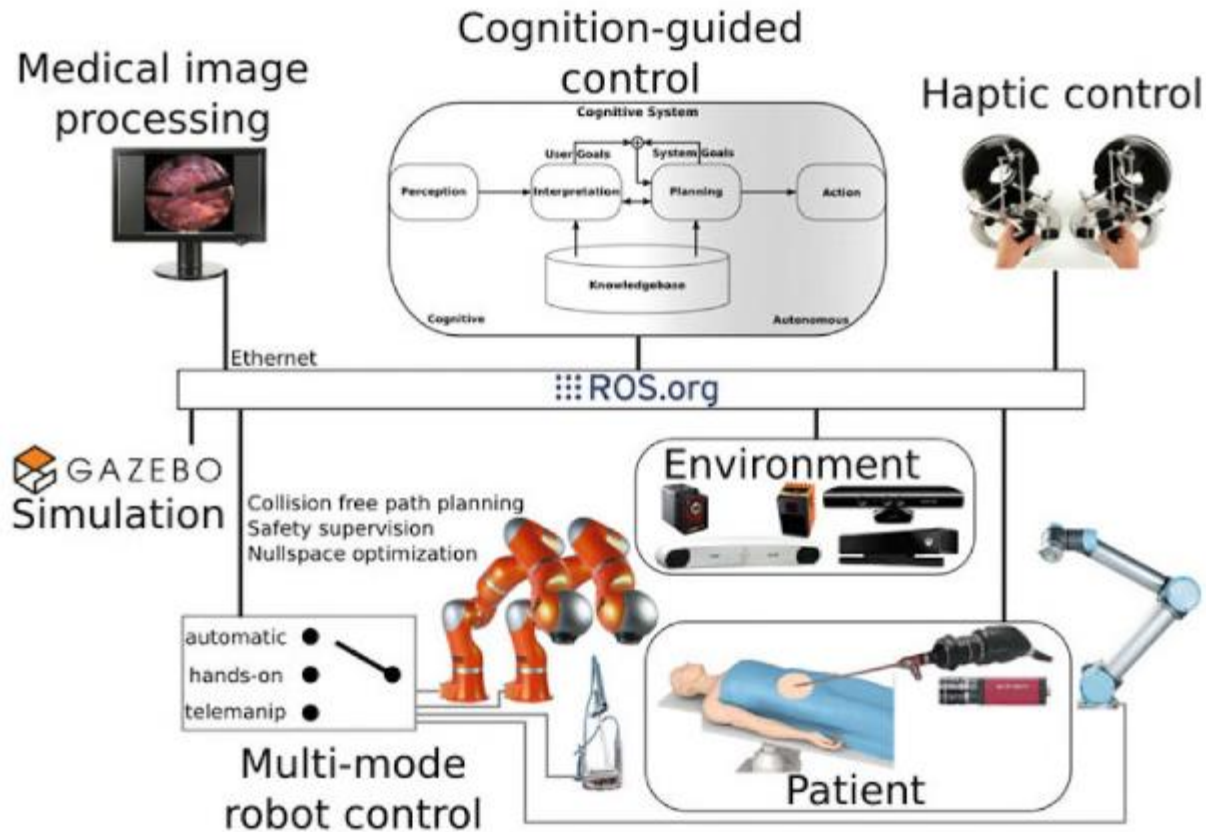 Medical image
processing
Cognition-guided
control
Haptic control
Cognitive System
User Goals
System Goals
Perception
Interpretation
Planning
Action
Knowledgebase
Cognitive
Autonomous
Ethernet
ROS.org
GAZEBO
Simulation
Collision free path planning
Safety supervision
Nullspace optimization
Environment
automatic
hands-on
telemanip
Multi-mode
robot control
Patient